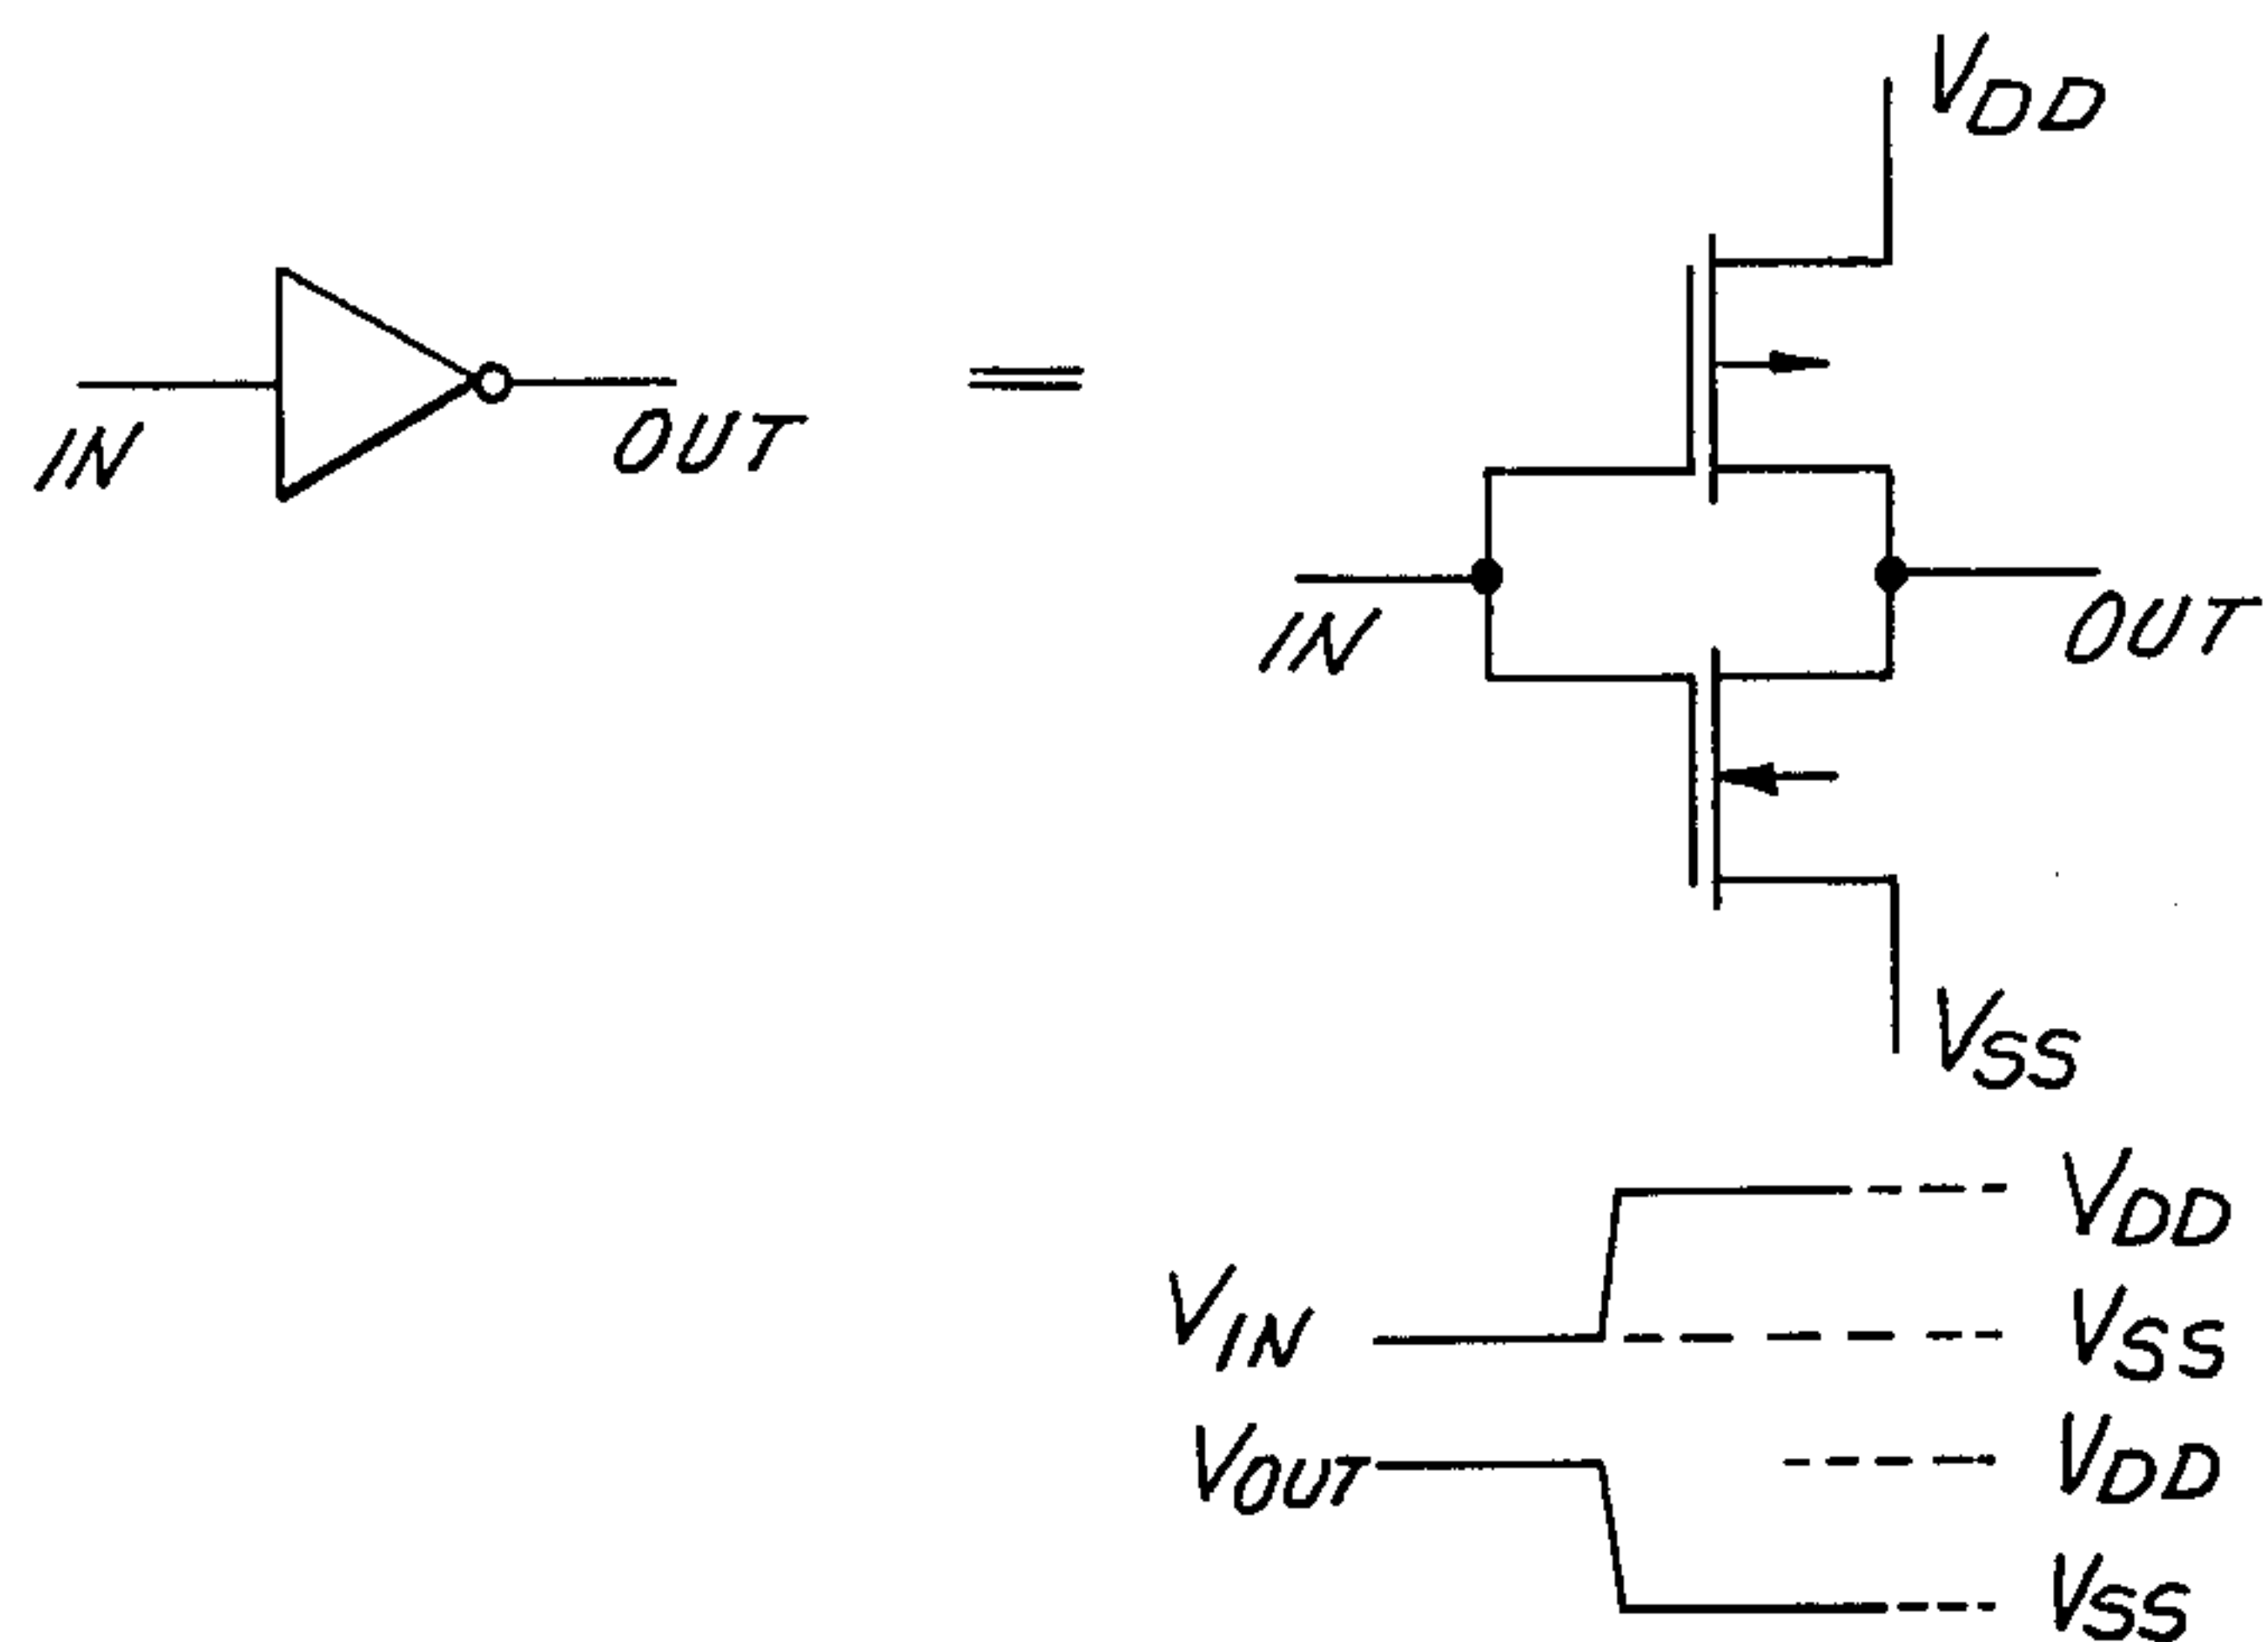 V_DD
IN
OUT
=
IN
OUT
V_SS
V_DD
V_IN
V_SS
V_OUT
V_DD
V_SS